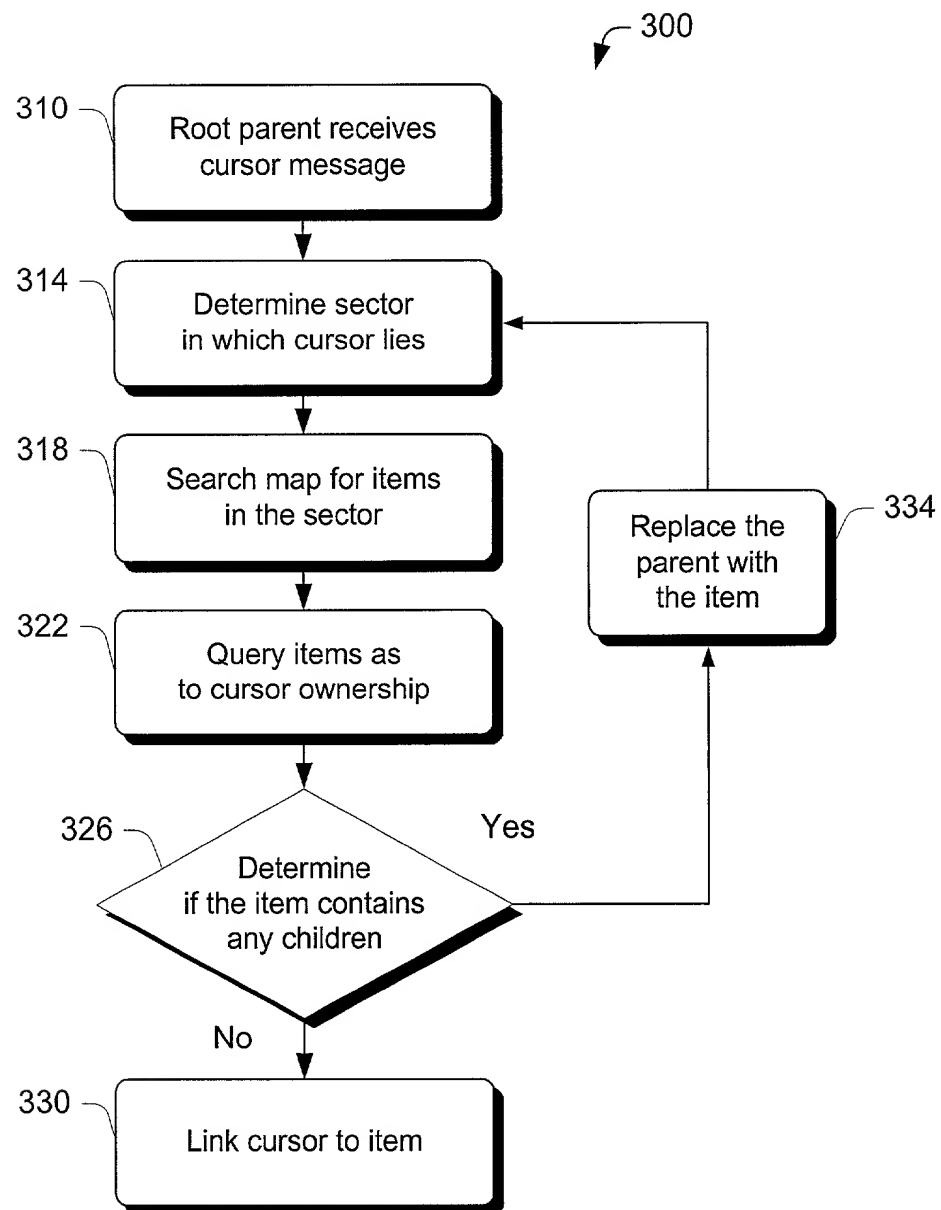 300
310
Root parent receives
cursor message
314
Determine sector
in which cursor lies
318
Search map for items
in the sector
334
Replace the
parent with
the item
322
Query items as
to cursor ownership
326
Yes
Determine
if the item contains
any children
No
330
Link cursor to item